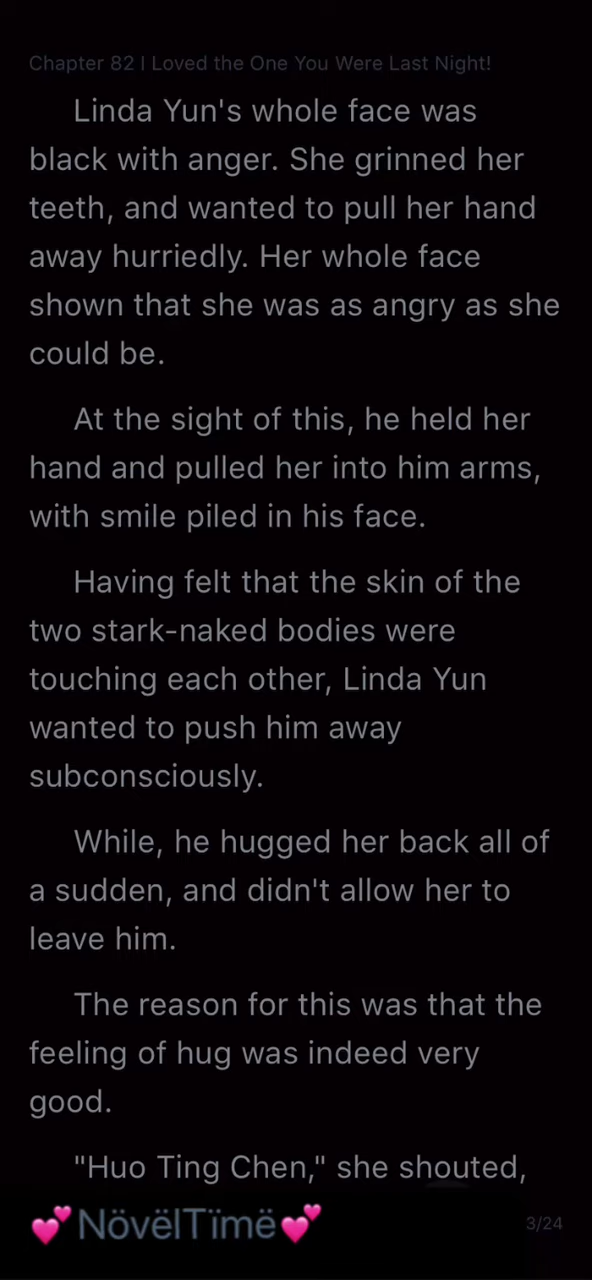 Chapter 82 I Loved the One You Were Last Night!
Linda Yun's whole face was
black with anger. She grinned her
teeth, and wanted to pull her hand
away hurriedly. Her whole face
shown that she was as angry as she
could be.
At the sight of this, he held her
hand and pulled her into him arms,
with smile piled in his face.
Having felt that the skin of the
two stark-naked bodies were
touching each other, Linda Yun
wanted to push him away
subconsciously.
While, he hugged her back all of
a sudden, and didn't allow her to
leave him.
The reason for this was that the
feeling of hug was indeed very
good.
"Huo Ting Chen," she shouted,
💕NövëlTïmë💕
3/24